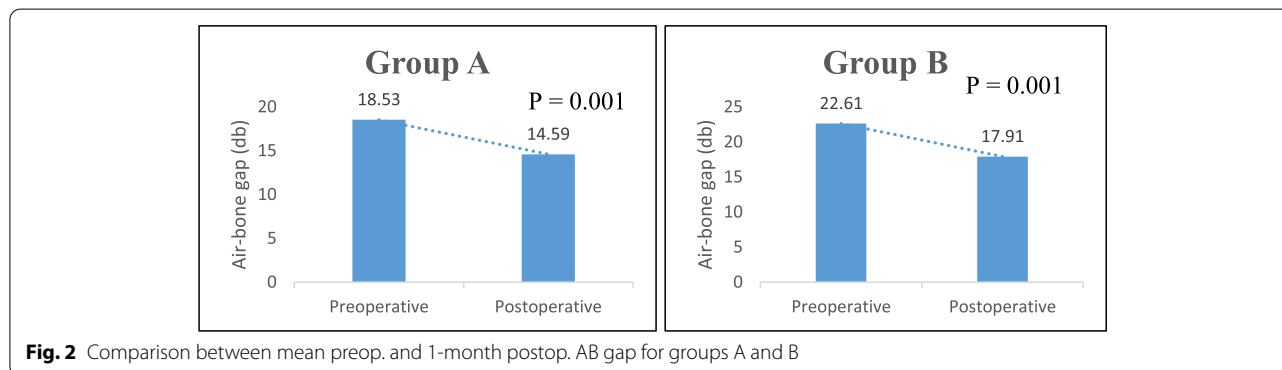 Group A
P = 0.001
Air-bone gap (db)
20
15
10
5
0
18.53
14.59
Preoperative
Postoperative
Group B
P = 0.001
Air-bone gap (db)
25
20
15
10
5
0
22.61
17.91
Preoperative
Postoperative
Fig. 2 Comparison between mean preop. and 1-month postop. AB gap for groups A and B